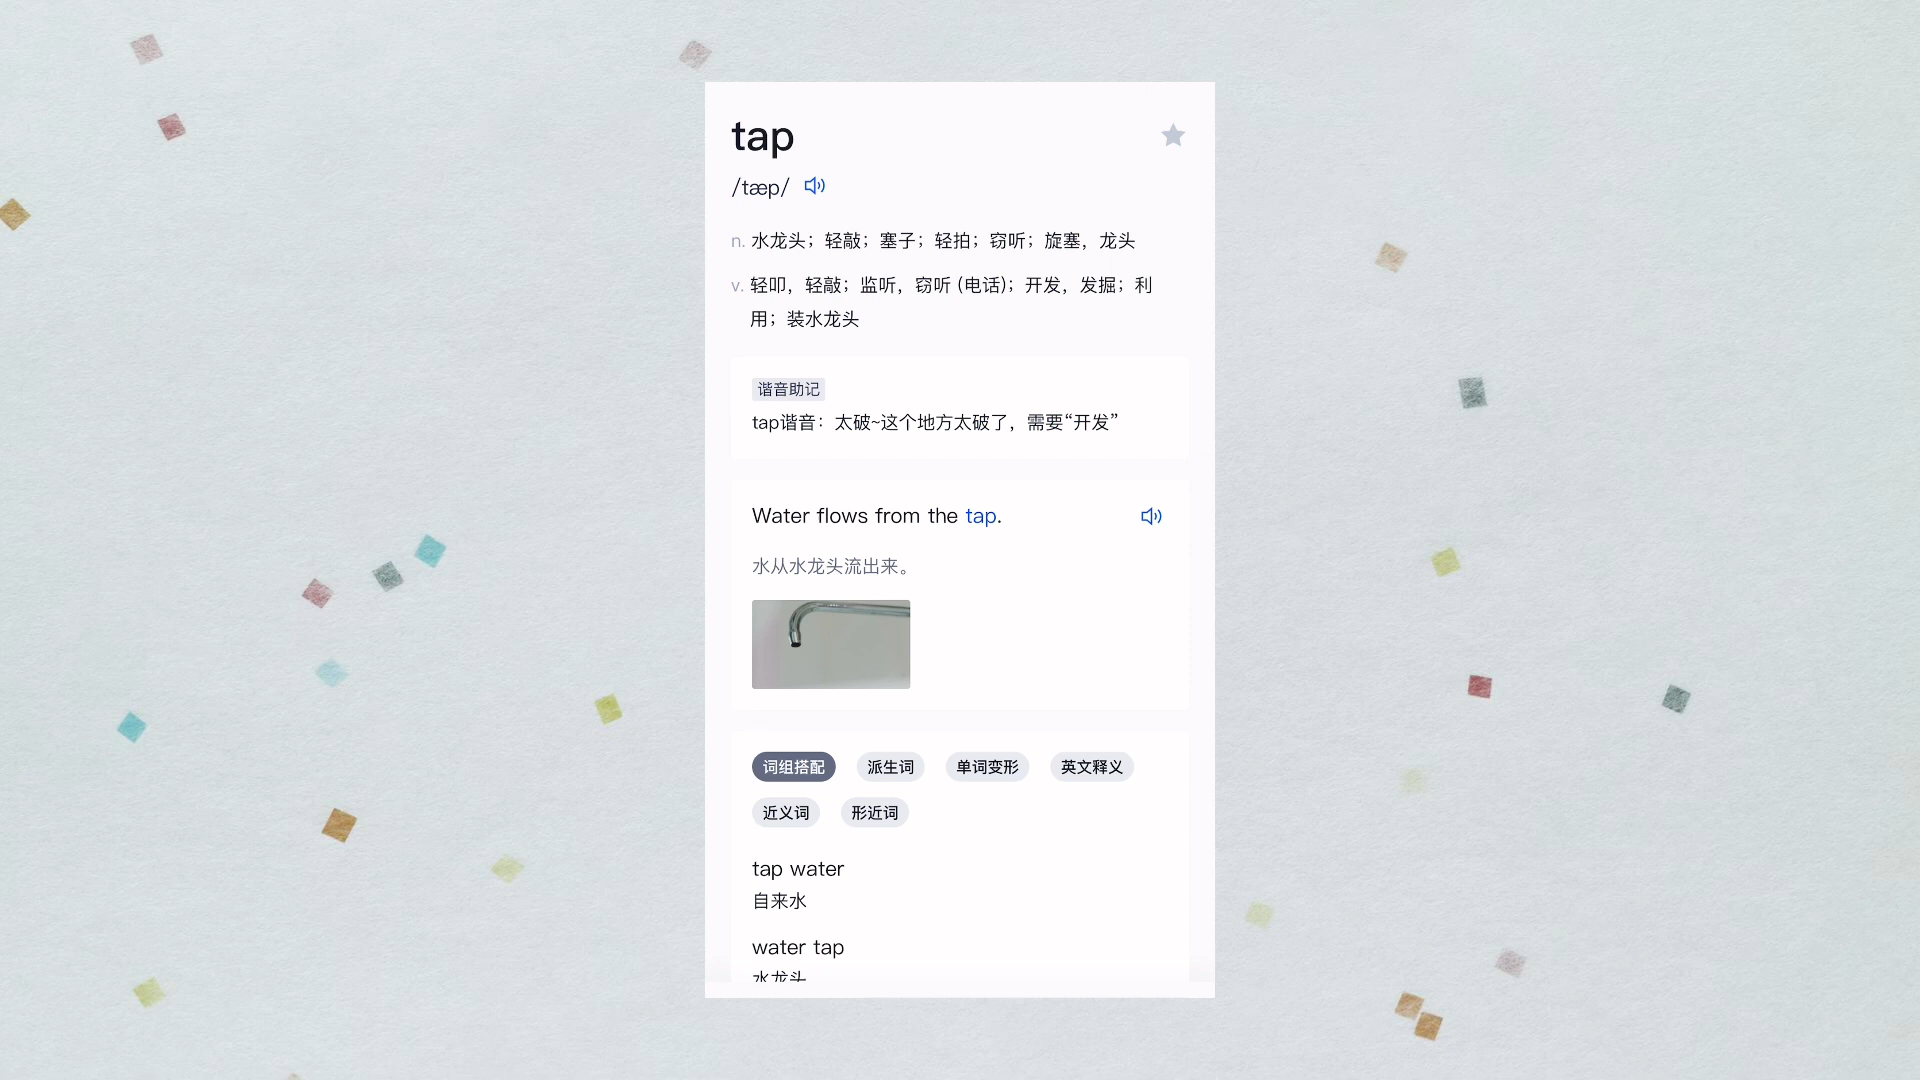 tap
/tæp/
n. 水龙头；轻敲；塞子；轻拍；窃听；旋塞，龙头
v. 轻叩，轻敲；监听，窃听 (电话)；开发，发掘；利
用；装水龙头
谐音助记
tap谐音：太破~这个地方太破了，需要“开发”
Water flows from the tap.
水从水龙头流出来。
词组搭配 派生词 单词变形 英文释义
近义词 形近词
tap water
自来水
water tap
水龙头